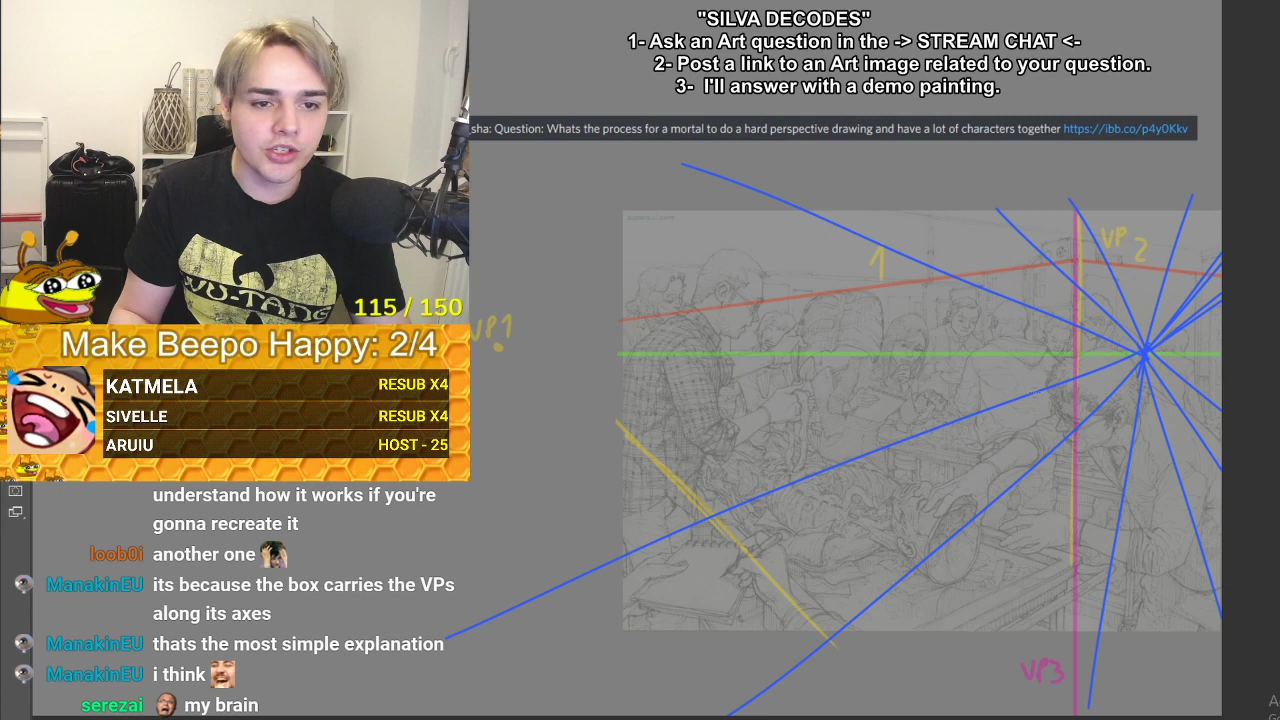 "SILVA DECODES"
1- Ask an Art question in the -> STREAM CHAT <-
2- Post a link to an Art image related to your question.
3- I'll answer with a demo painting.
sha: Question: Whats the process for a mortal to do a hard perspective drawing and have a lot of characters together https://ibb.co/p4y0Kkv
WU-TANG
115 / 150
Make Beepo Happy: 2/4
KATMELA RESUB X4
SIVELLE RESUB X4
ARUIU HOST - 25
VP1
1
VP 2
VP3
understand how it works if you're
gonna recreate it
loob0i another one
ManakinEU its because the box carries the VPs
along its axes
ManakinEU thats the most simple explanation
ManakinEU i think
serezai my brain